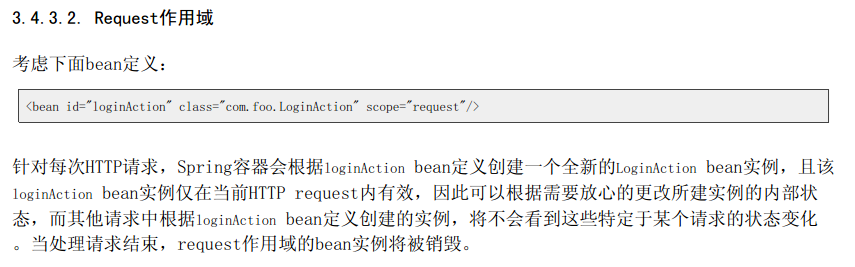 3.4.3.2. Request作用域
考虑下面bean定义：
<bean id="loginAction" class="com.foo.LoginAction" scope="request"/>
针对每次HTTP请求，Spring容器会根据loginAction bean定义创建一个全新的LoginAction bean实例，且该
loginAction bean实例仅在当前HTTP request内有效，因此可以根据需要放心的更改所建实例的内部状
态，而其他请求中根据loginAction bean定义创建的实例，将不会看到这些特定于某个请求的状态变化
。当处理请求结束，request作用域的bean实例将被销毁。